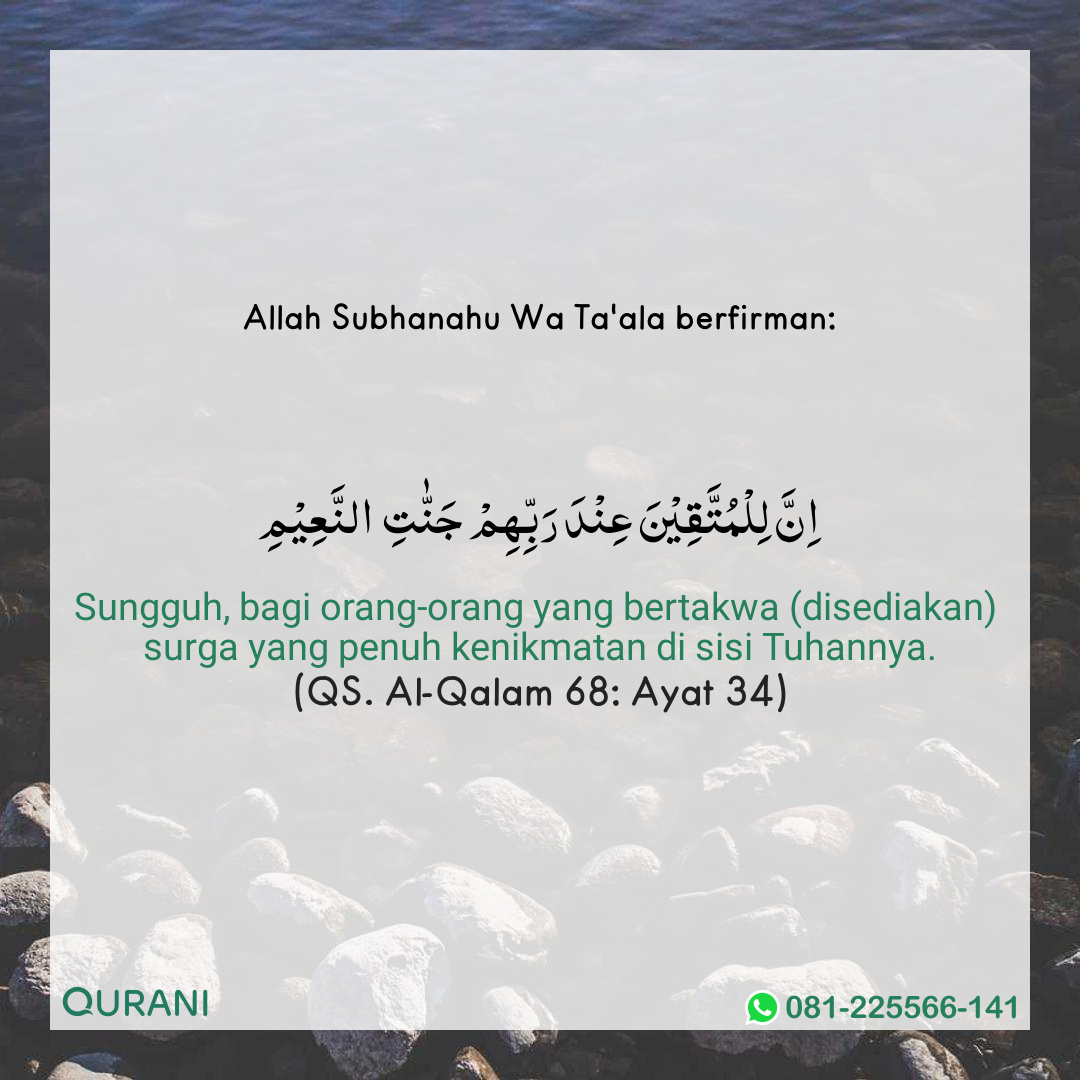 Allah Subhanahu Wa Ta'ala berfirman:
اِنَّ لِلْمُتَّقِيْنَ عِنْدَ رَبِّهِمْ جَنّٰتِ النَّعِيْمِ
Sungguh, bagi orang-orang yang bertakwa (disediakan)
surga yang penuh kenikmatan di sisi Tuhannya.
(QS. Al-Qalam 68: Ayat 34)
QURANI
081-225566-141